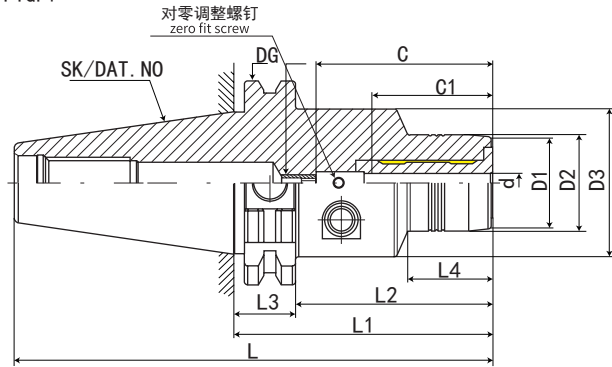 对零调整螺钉
zero fit screw
DG
C
SK/DAT.NO
C1
d
D1
D2
D3
L4
L3
L2
L1
L